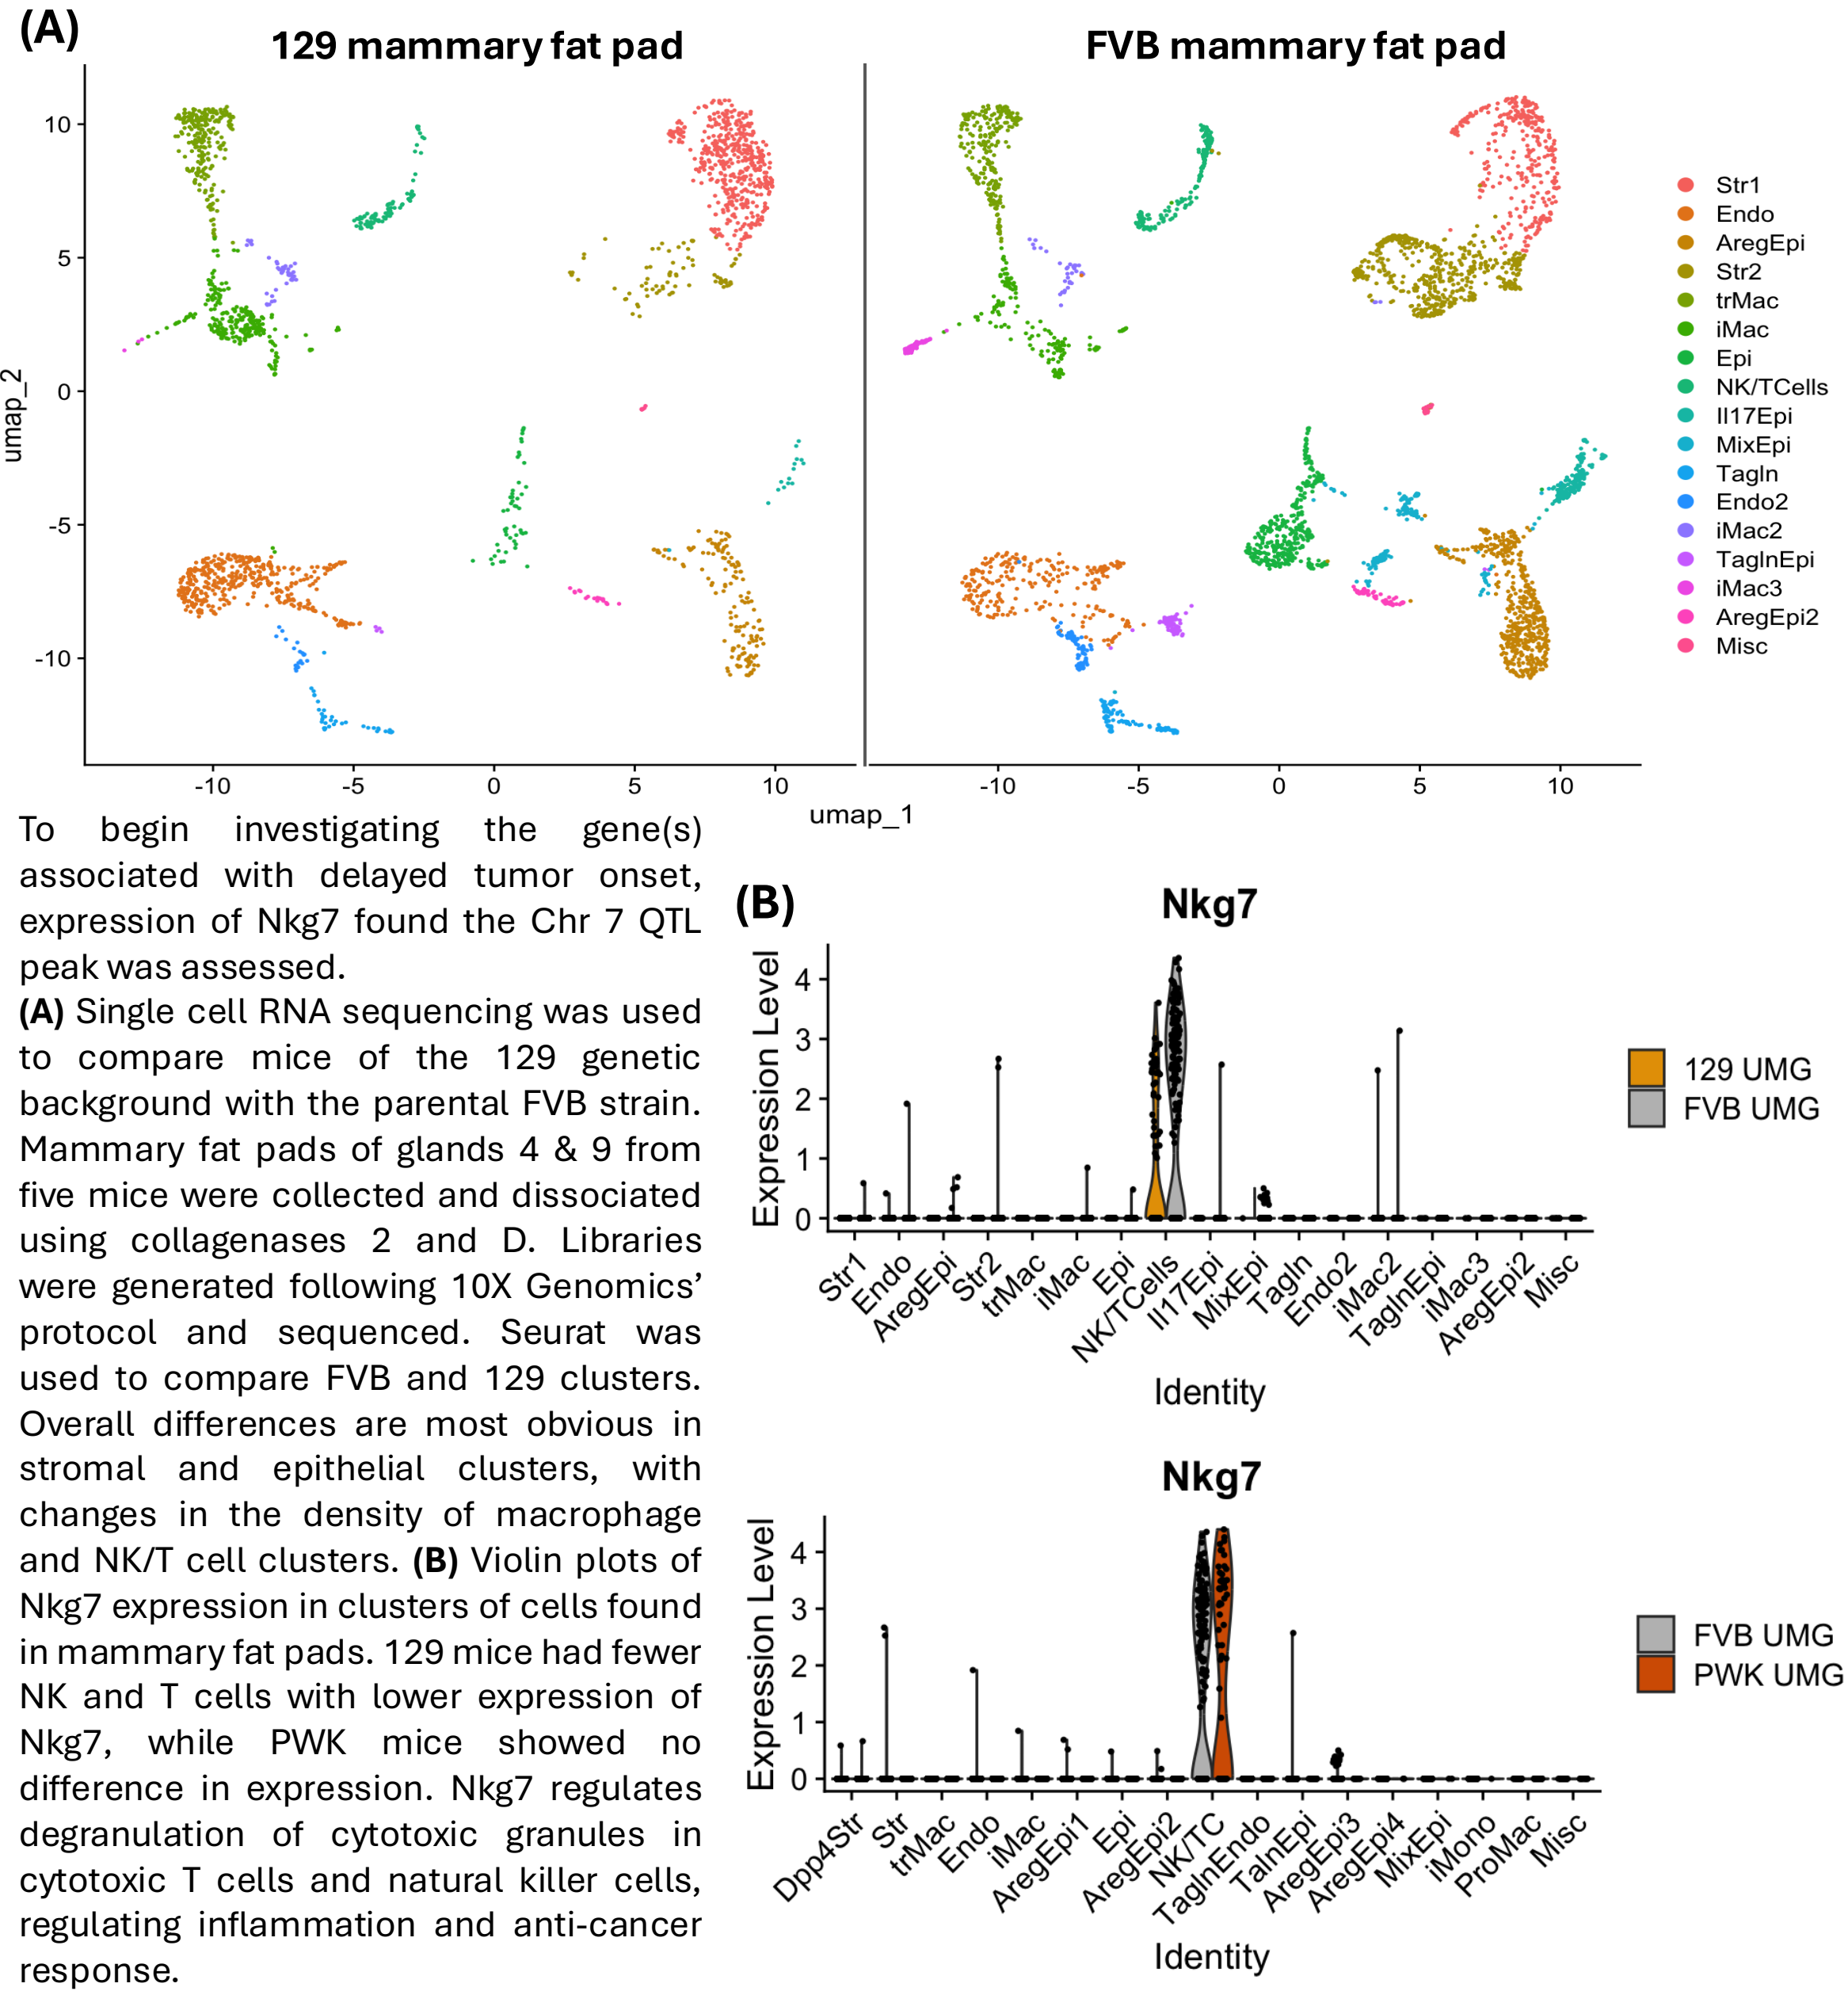 (A)
129 mammary fat pad
FVB mammary fat pad
10
5
0
-5
-10
umap_2
-10
-5
0
5
10
-10
-5
0
5
10
umap_1
Str1
Endo
AregEpi
Str2
trMac
iMac
Epi
NK/TCells
Il17Epi
MixEpi
Tagln
Endo2
iMac2
TaglnEpi
iMac3
AregEpi2
Misc
To begin investigating the gene(s)
associated with delayed tumor onset,
expression of Nkg7 found the Chr 7 QTL
peak was assessed.
(A) Single cell RNA sequencing was used
to compare mice of the 129 genetic
background with the parental FVB strain.
Mammary fat pads of glands 4 & 9 from
five mice were collected and dissociated
using collagenases 2 and D. Libraries
were generated following 10X Genomics’
protocol and sequenced. Seurat was
used to compare FVB and 129 clusters.
Overall differences are most obvious in
stromal and epithelial clusters, with
changes in the density of macrophage
and NK/T cell clusters. (B) Violin plots of
Nkg7 expression in clusters of cells found
in mammary fat pads. 129 mice had fewer
NK and T cells with lower expression of
Nkg7, while PWK mice showed no
difference in expression. Nkg7 regulates
degranulation of cytotoxic granules in
cytotoxic T cells and natural killer cells,
regulating inflammation and anti-cancer
response.
(B)
Nkg7
Expression Level
4
3
2
1
0
Str1
Endo
AregEpi
Str2
trMac
iMac
Epi
NK/TCells
Il17Epi
MixEpi
Tagln
Endo2
iMac2
TaglnEpi
iMac3
AregEpi2
Misc
Identity
129 UMG
FVB UMG
Nkg7
Expression Level
4
3
2
1
0
Dpp4Str
Str
trMac
Endo
iMac
AregEpi1
Epi
AregEpi2
NK/TC
TaglnEndo
TalnEpi
AregEpi3
AregEpi4
MixEpi
iMono
ProMac
Misc
Identity
FVB UMG
PWK UMG